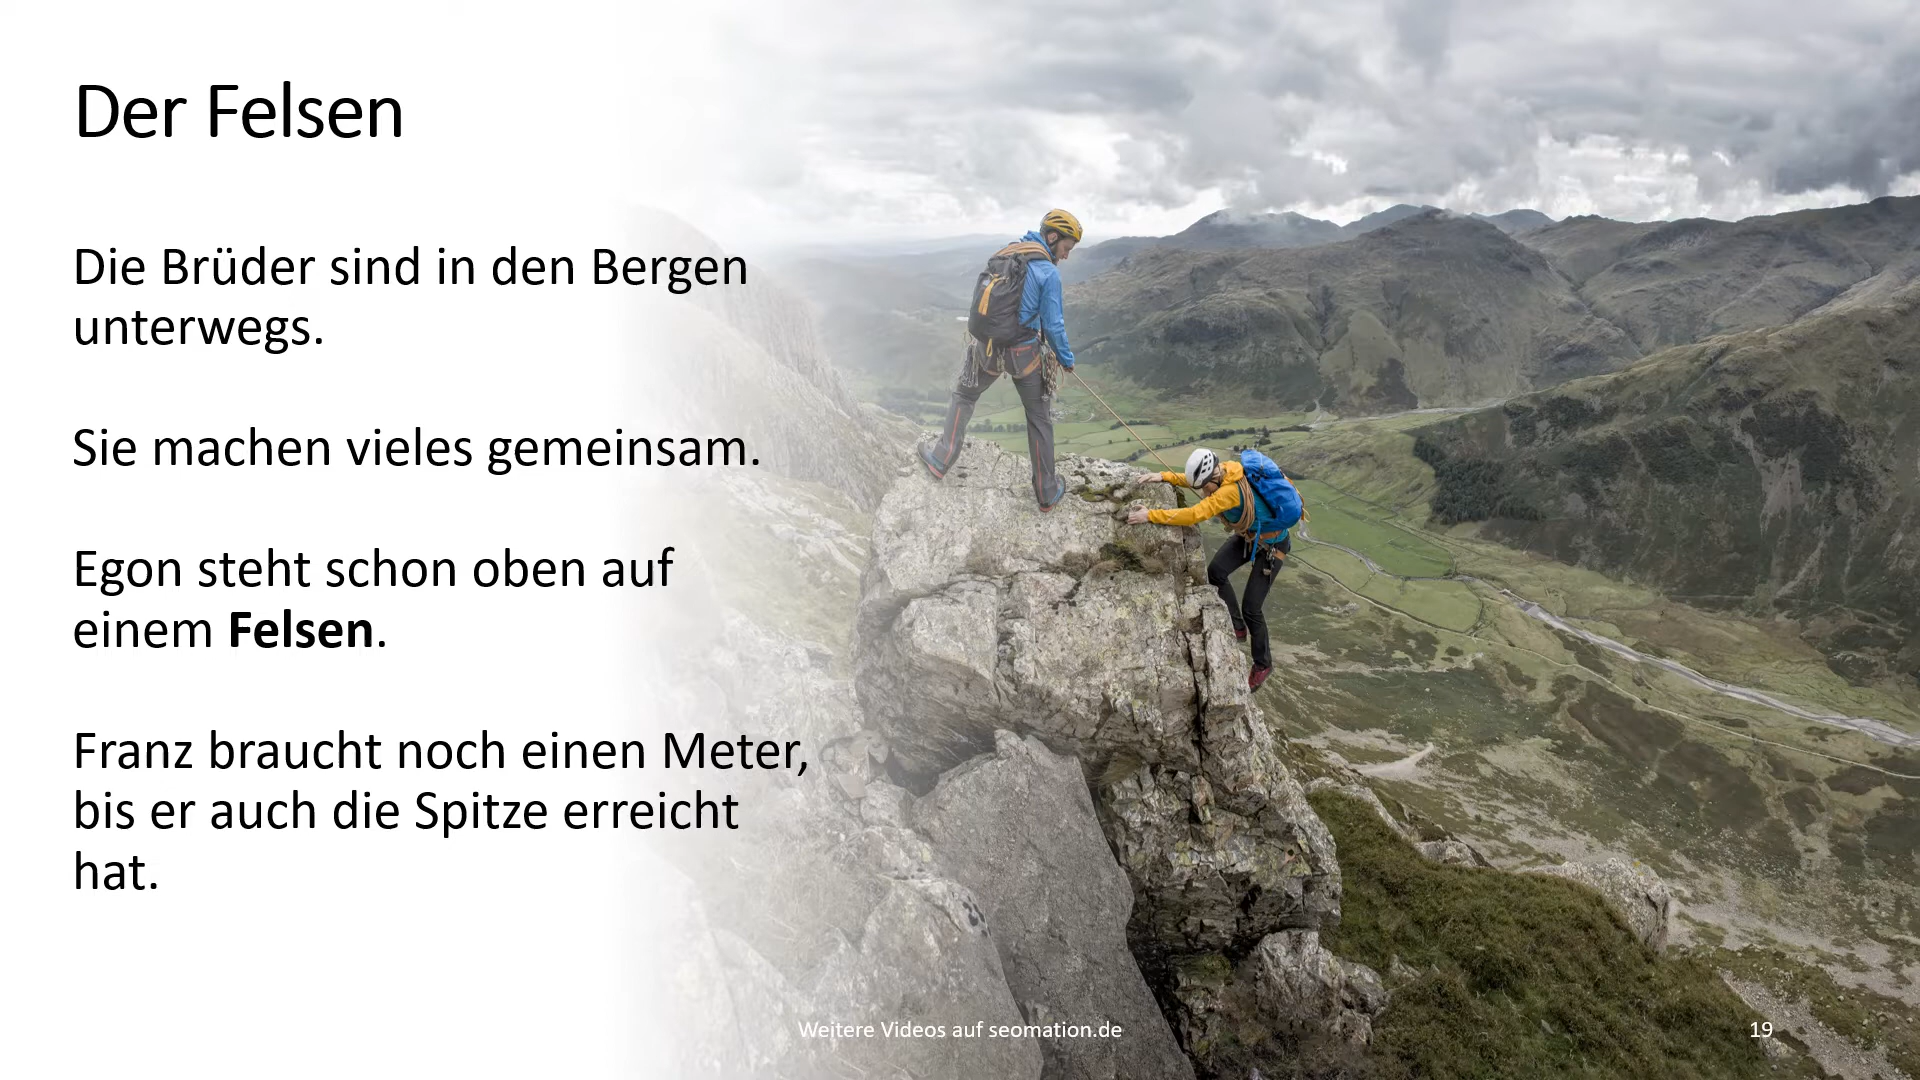 Der Felsen
Die Brüder sind in den Bergen
unterwegs.
Sie machen vieles gemeinsam.
Egon steht schon oben auf
einem Felsen.
Franz braucht noch einen Meter,
bis er auch die Spitze erreicht
hat.
Weitere Videos auf seomation.de
19